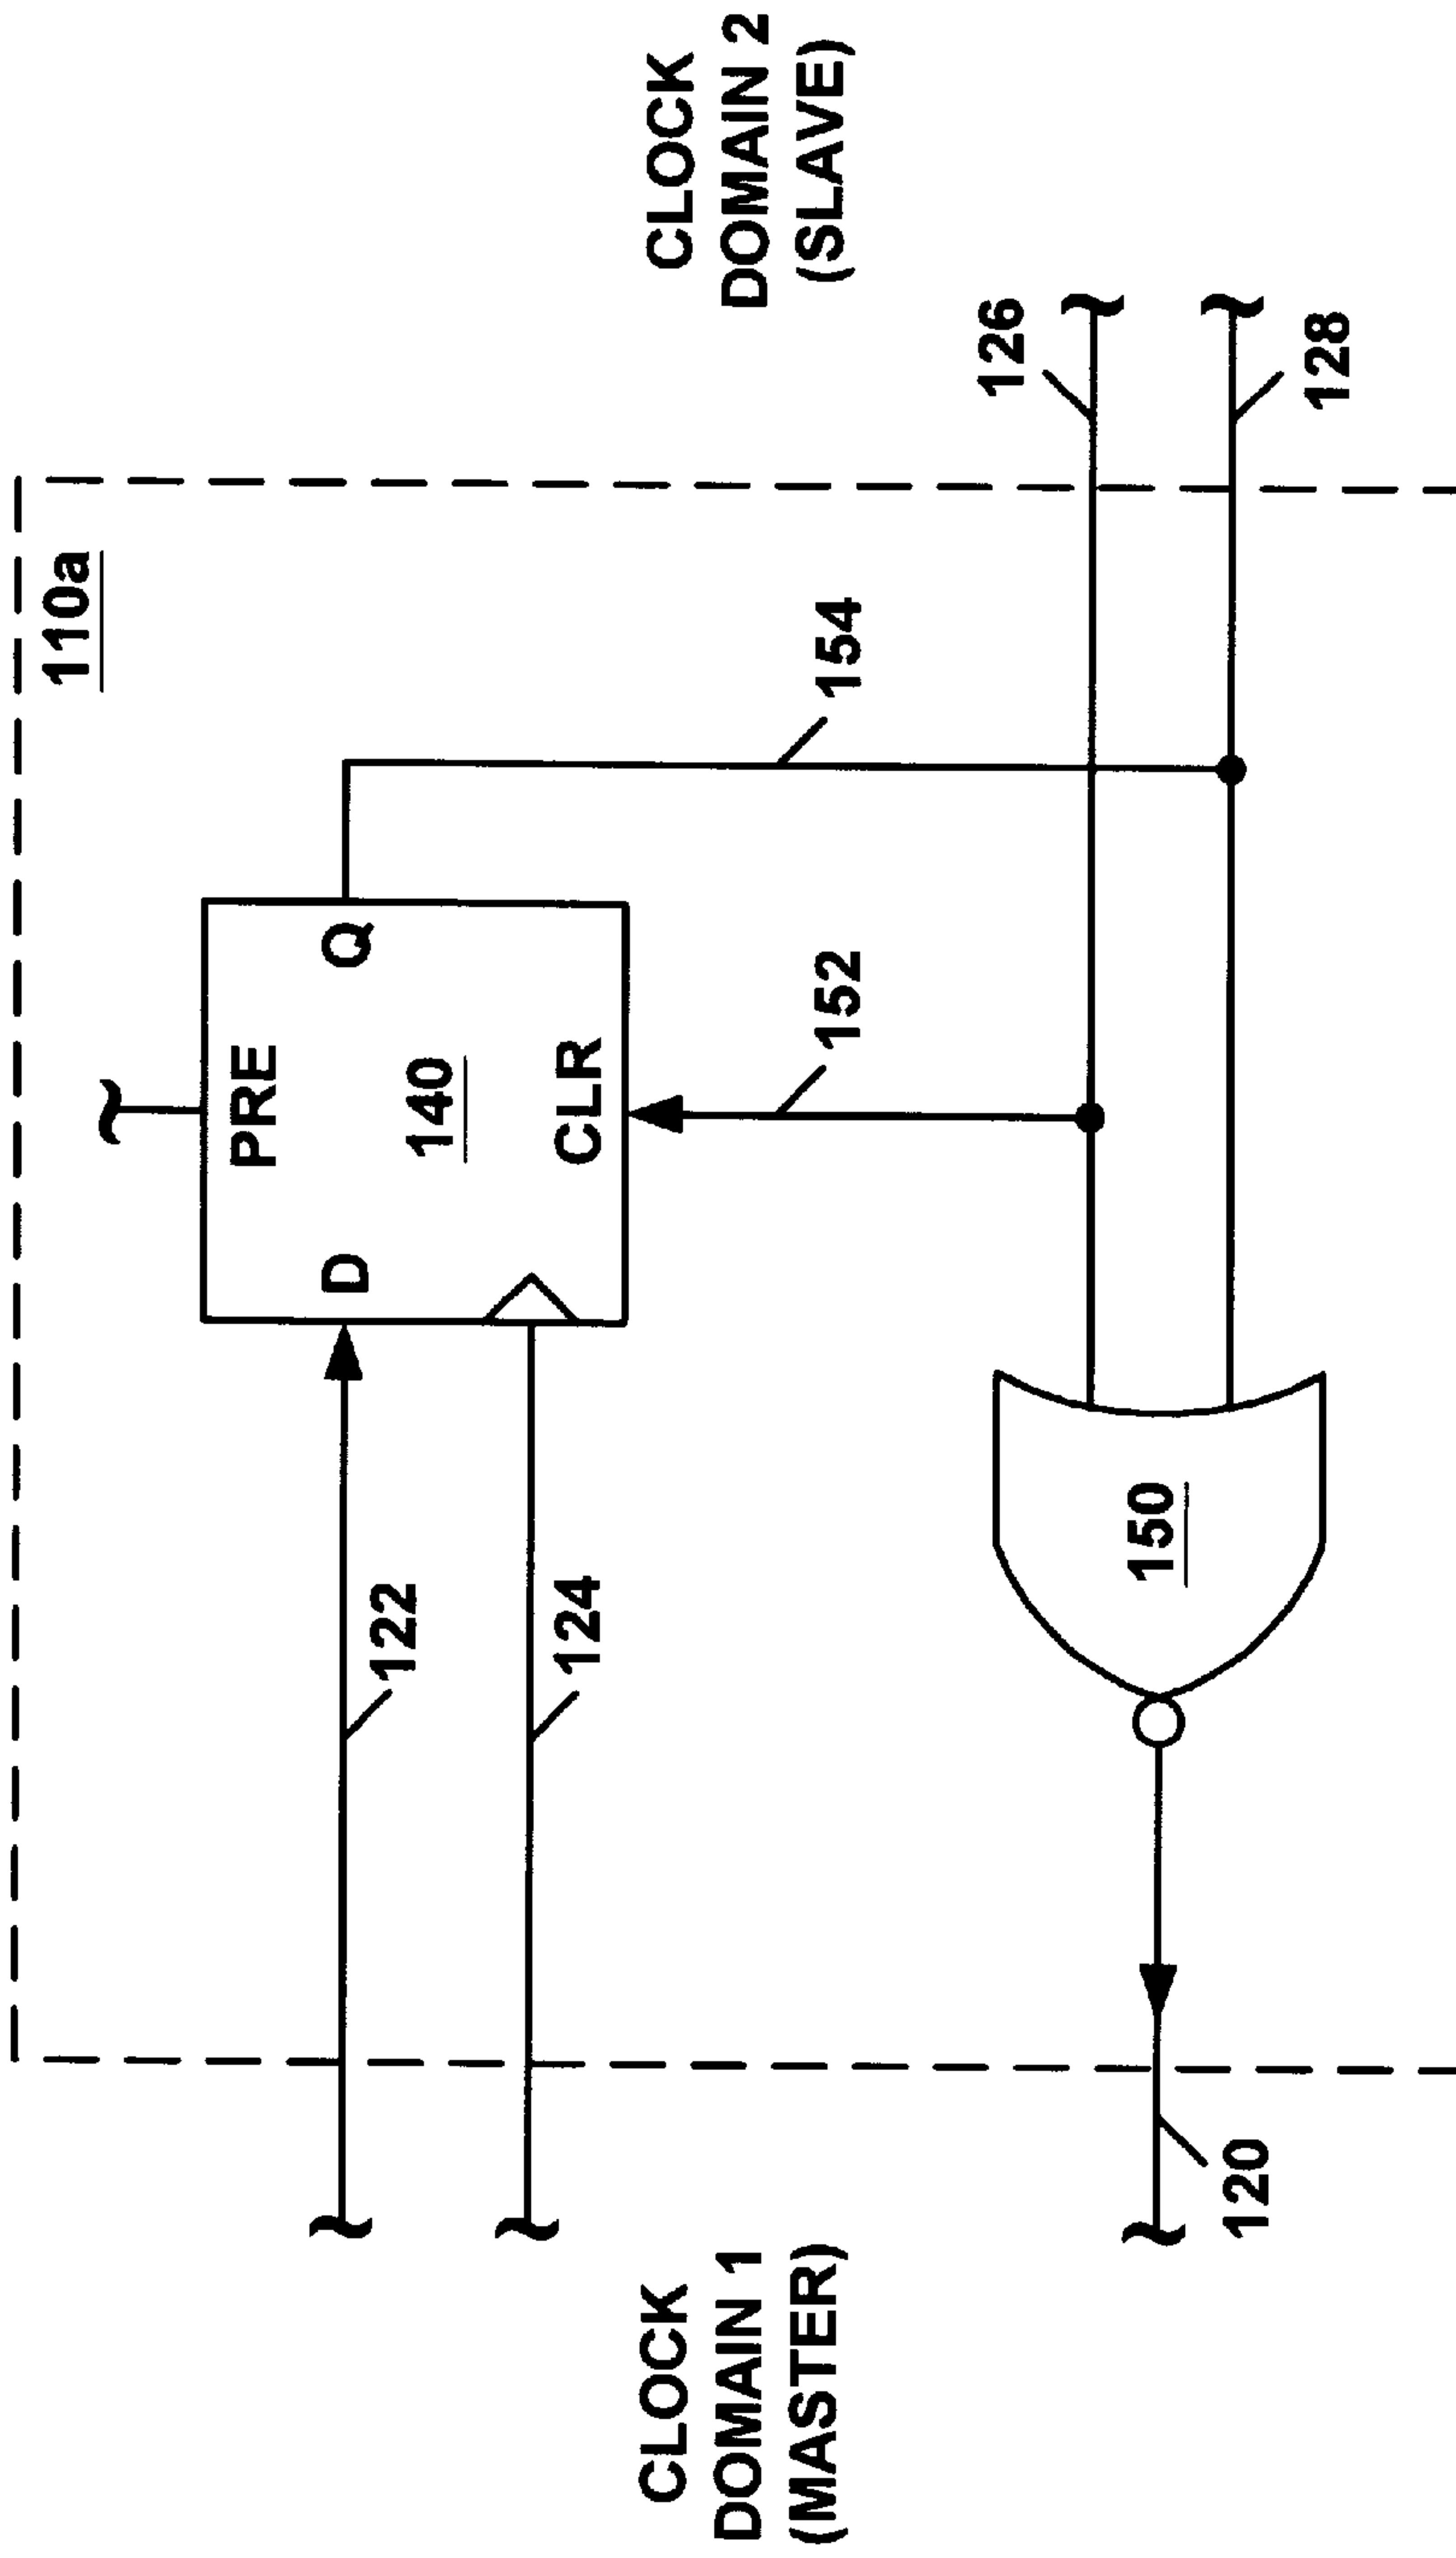 110a
CLOCK
DOMAIN 1
(MASTER)
CLOCK
DOMAIN 2
(SLAVE)
122
124
D
PRE
Q
140
CLR
152
154
126
128
150
120